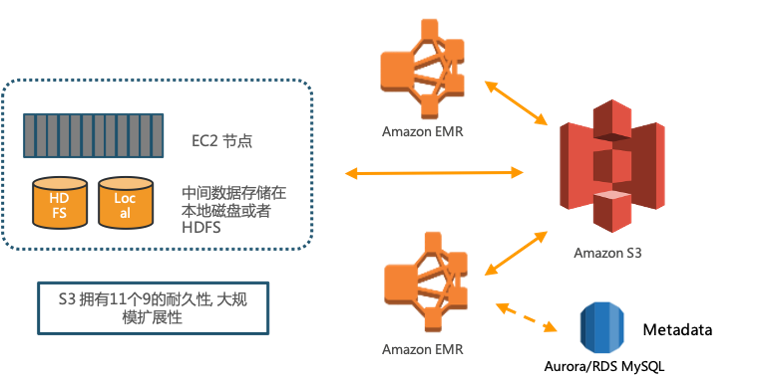 Amazon EMR
EC2 节点
HD
FS
Loc
al
中间数据存储在
本地磁盘或者
HDFS
Amazon S3
S3 拥有11个9的耐久性, 大规
模扩展性
Amazon EMR
Metadata
Aurora/RDS MySQL